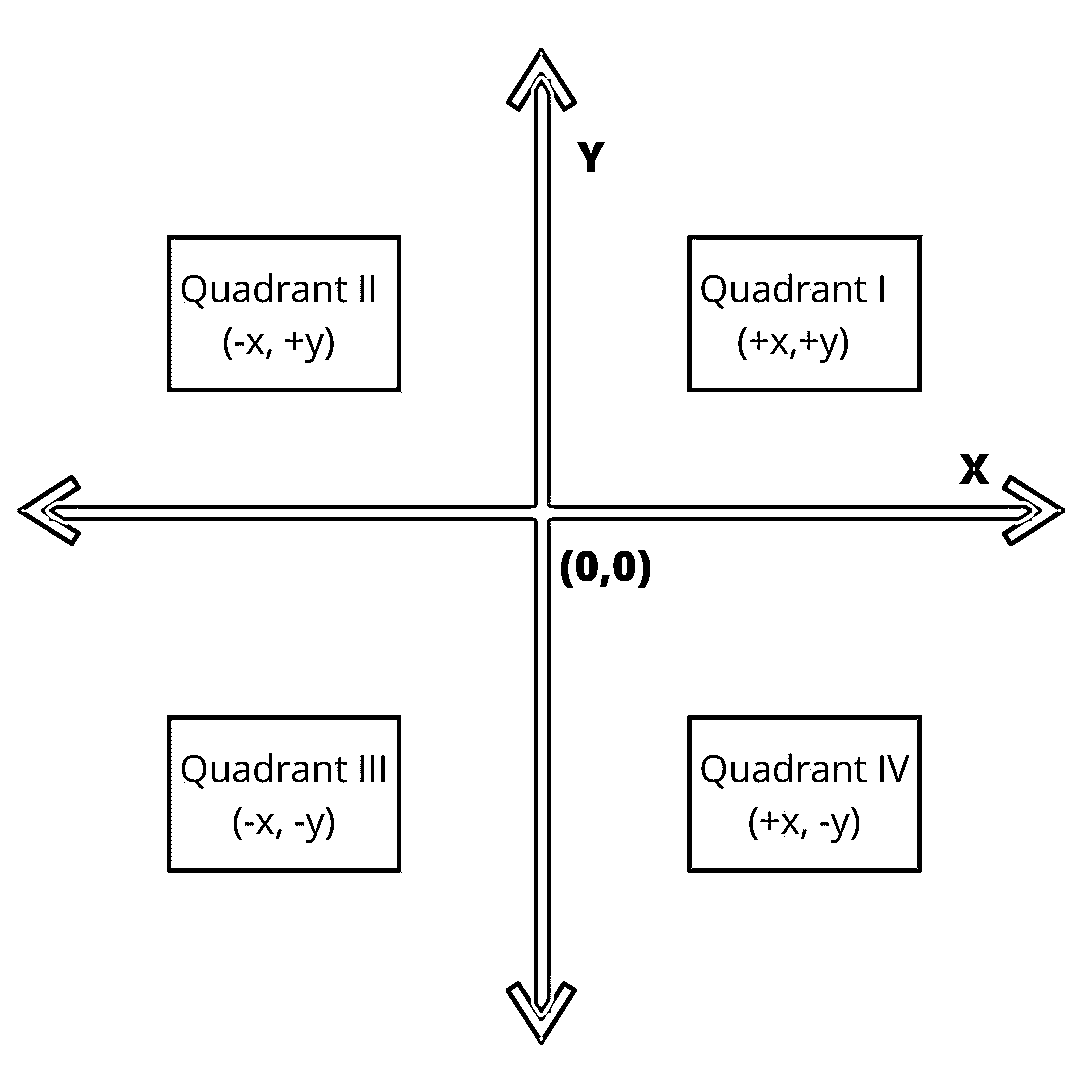 Y
Quadrant II
(-x, +y)
Quadrant I
(+x,+y)
X
(0,0)
Quadrant III
(-x, -y)
Quadrant IV
(+x, -y)